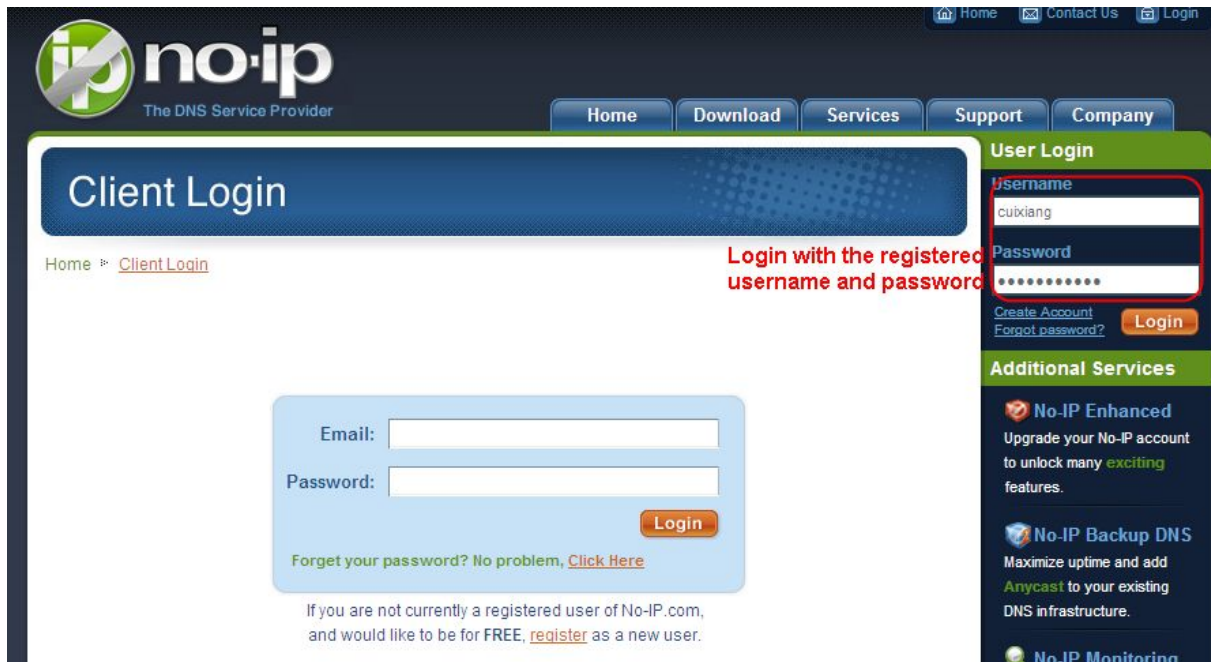 Home Contact Us Login
ip no·ip
The DNS Service Provider
Home Download Services Support Company
Client Login
Home Client Login
Login with the registered
username and password
User Login
Username
cuixiang
Password
•••••••••••
Create Account
Forgot password?
Login
Email:
Password:
Login
Forget your password? No problem, Click Here
If you are not currently a registered user of No-IP.com,
and would like to be for FREE, register as a new user.
Additional Services
No-IP Enhanced
Upgrade your No-IP account
to unlock many exciting
features.
No-IP Backup DNS
Maximize uptime and add
Anycast to your existing
DNS infrastructure.
No-IP Monitoring